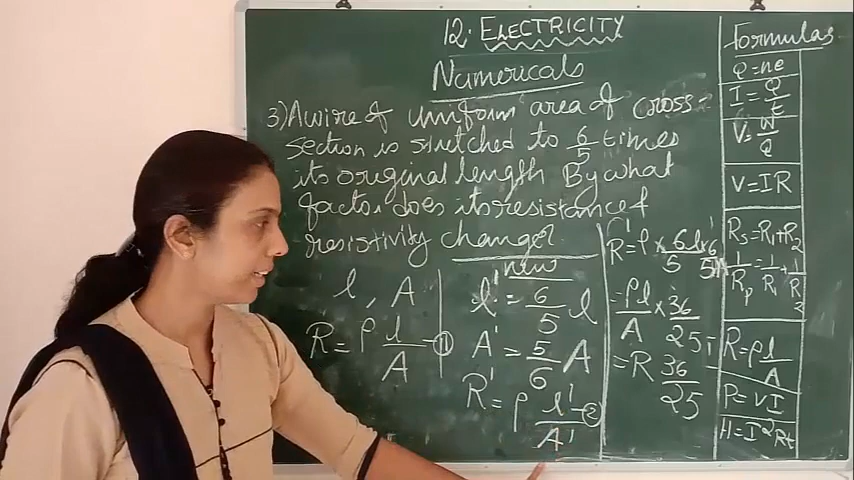 12. ELECTRICITY
Numericals
3) A wire of uniform area of cross-
section is stretched to 6/5 times
its original length By what
factor does its resistance &
resistivity change?
l , A
R = ρ l/A -①
new
l' = 6/5 l
A' = 5/6 A
R' = ρ l'/A' -②
R' = ρ × 6l/5 × 6/5A
= ρl/A × 36/25
= R 36/25
Formulas
Q = ne
I = Q/t
V = W/Q
V = IR
Rs = R1 + R2
1/Rp = 1/R1 + 1/R2
R = ρ l/A
P = VI
H = I²Rt